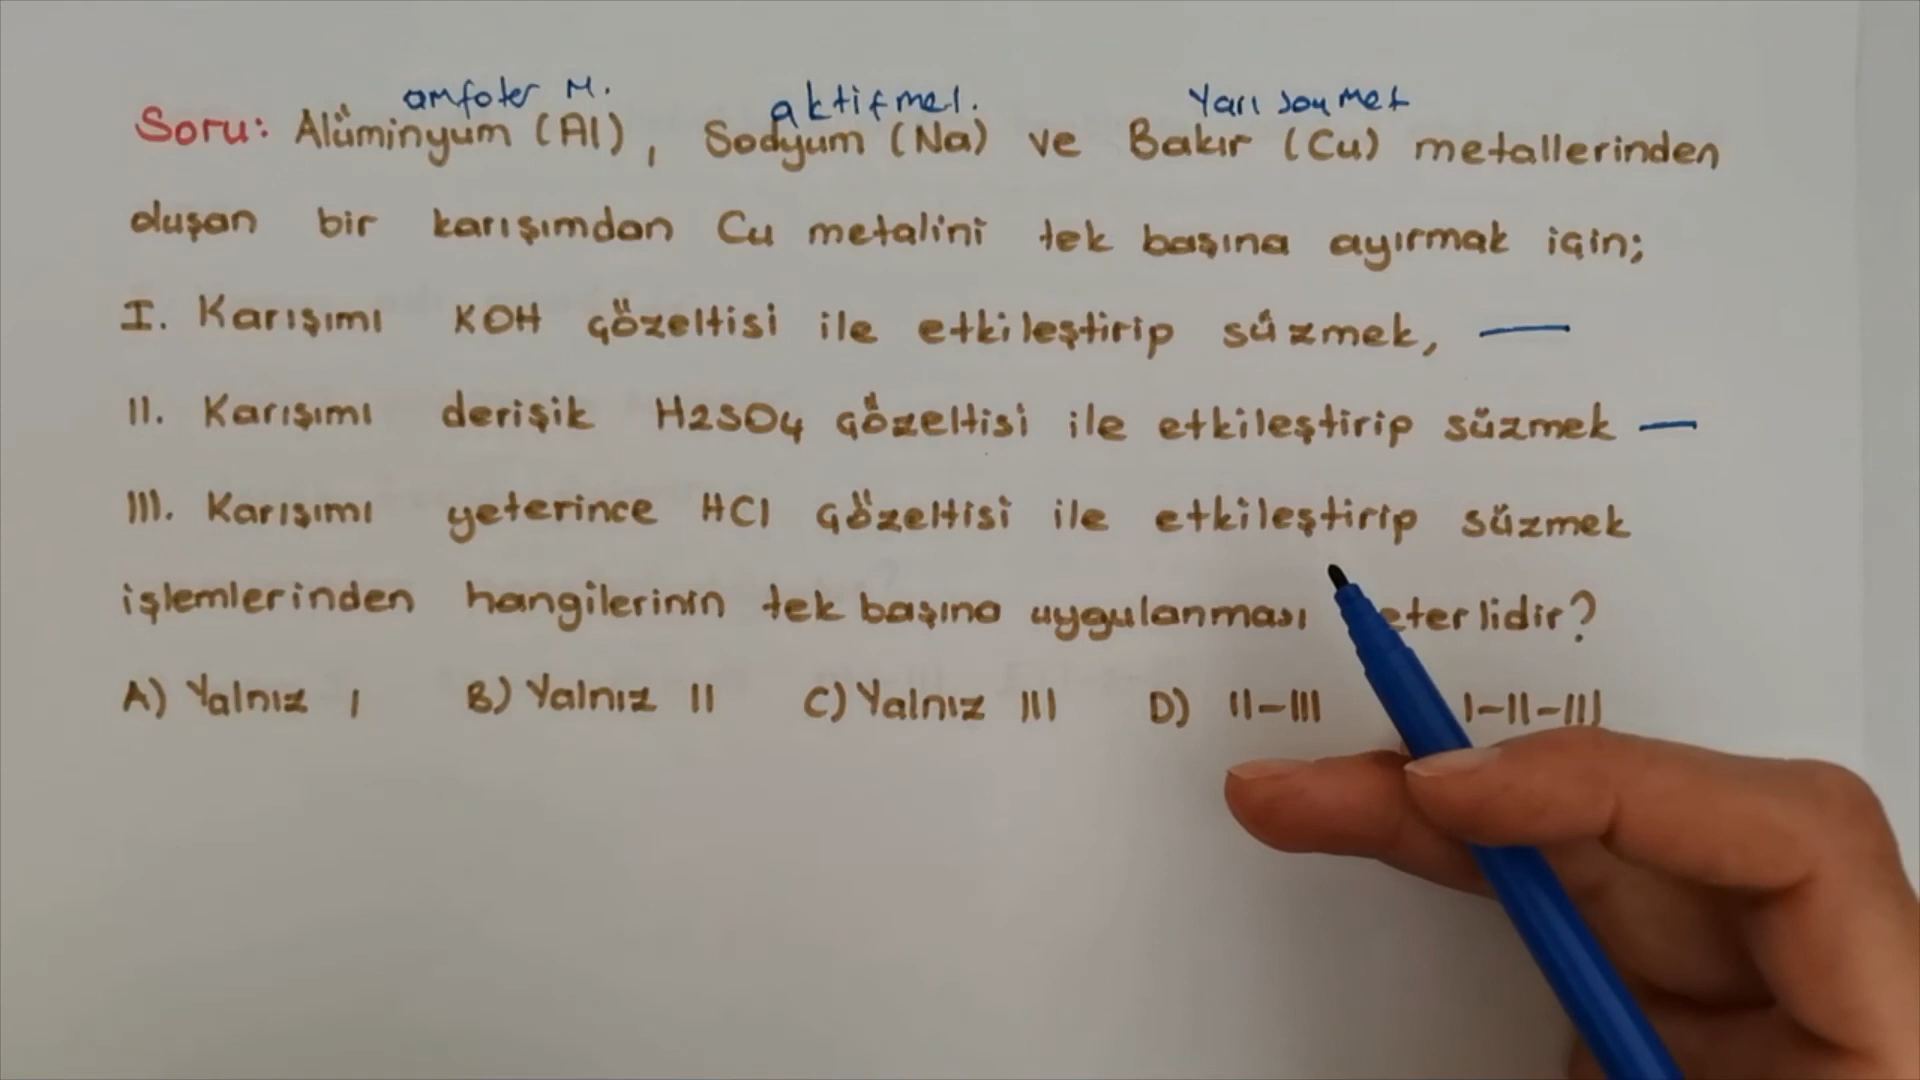 amfoter M. aktif met. Yarı soy Met
Soru: Alüminyum (Al), Sodyum (Na) ve Bakır (Cu) metallerinden
oluşan bir karışımdan Cu metalini tek başına ayırmak için;
I. Karışımı KOH çözeltisi ile etkileştirip süzmek, —
II. Karışımı derişik H2SO4 çözeltisi ile etkileştirip süzmek —
III. Karışımı yeterince HCl çözeltisi ile etkileştirip süzmek
işlemlerinden hangilerinin tek başına uygulanması eterlidir?
A) Yalnız I B) Yalnız II C) Yalnız III D) II-III I-II-III